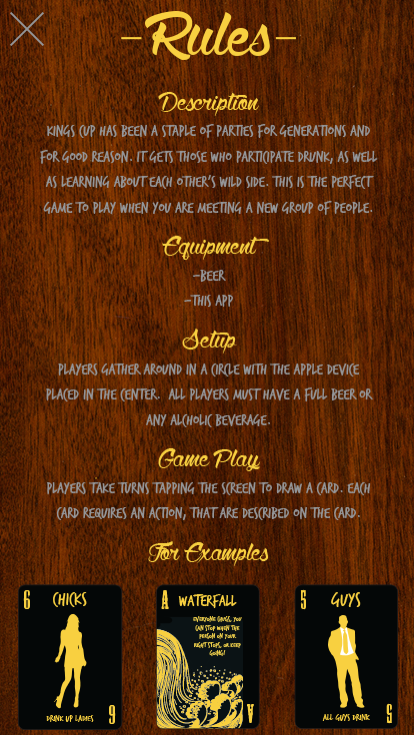 -Rules-
Description
KINGS CUP HAS BEEN A STAPLE OF PARTIES FOR GENERATIONS AND
FOR GOOD REASON. IT GETS THOSE WHO PARTICIPATE DRUNK, AS WELL
AS LEARNING ABOUT EACH OTHER'S WILD SIDE. THIS IS THE PERFECT
GAME TO PLAY WHEN YOU ARE MEETING A NEW GROUP OF PEOPLE.
Equipment
-BEER
-THIS APP
Setup
PLAYERS GATHER AROUND IN A CIRCLE WITH THE APPLE DEVICE
PLACED IN THE CENTER. ALL PLAYERS MUST HAVE A FULL BEER OR
ANY ALCHOLIC BEVERAGE.
Game Play
PLAYERS TAKE TURNS TAPPING THE SCREEN TO DRAW A CARD. EACH
CARD REQUIRES AN ACTION, THAT ARE DESCRIBED ON THE CARD.
For Examples
6 CHICKS
DRINK UP LADIES
6
A WATERFALL
EVERYONE CHUGS, YOU
CAN STOP WHEN THE
PERSON ON YOUR
RIGHT STOPS, OR KEEP
GOING!
A
5 GUYS
ALL GUYS DRINK
5